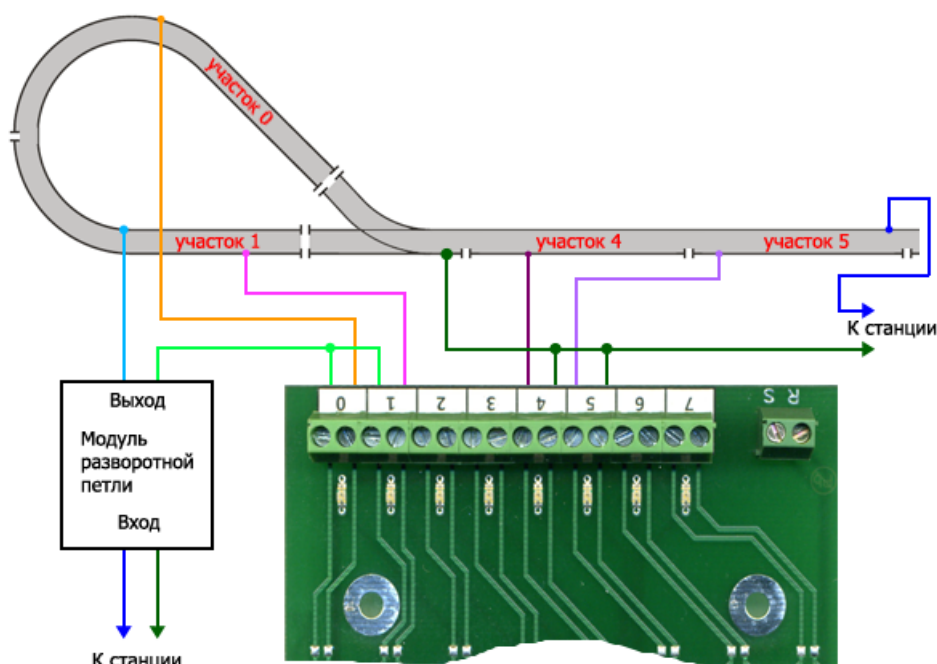 участок 0
участок 1
участок 4
участок 5
К станции
Выход
Модуль
разворотной
петли
Вход
0 1 2 3 4 5 6 7
R S
К станции